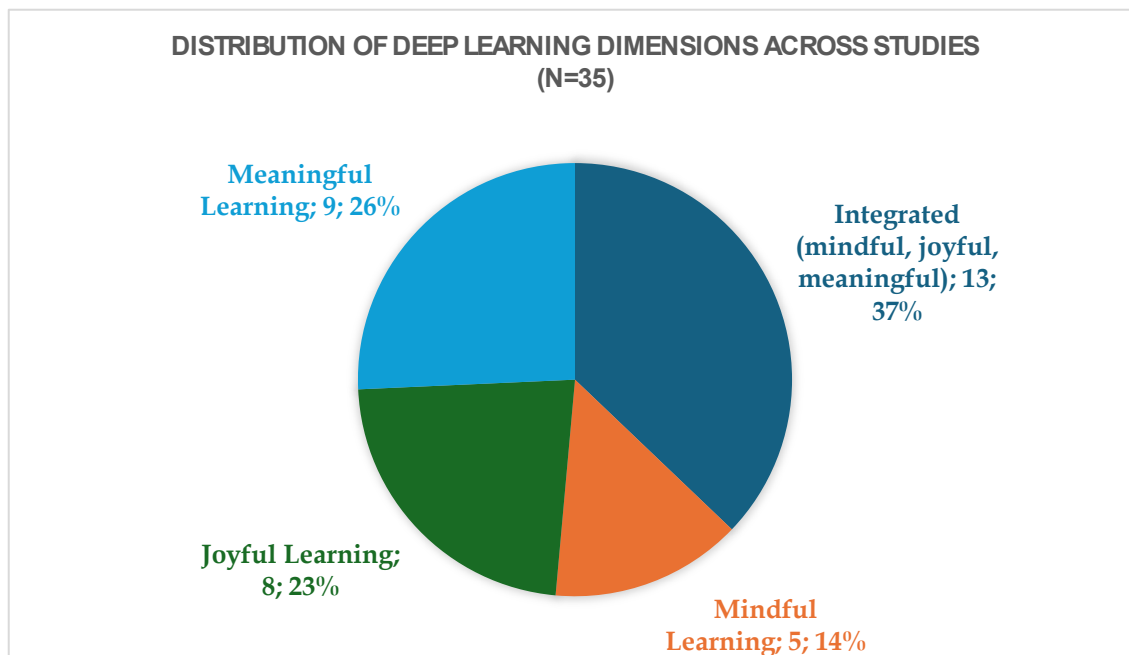 DISTRIBUTION OF DEEP LEARNING DIMENSIONS ACROSS STUDIES
(N=35)
Meaningful
Learning; 9; 26%
Integrated
(mindful, joyful,
meaningful); 13;
37%
Joyful Learning;
8; 23%
Mindful
Learning; 5; 14%